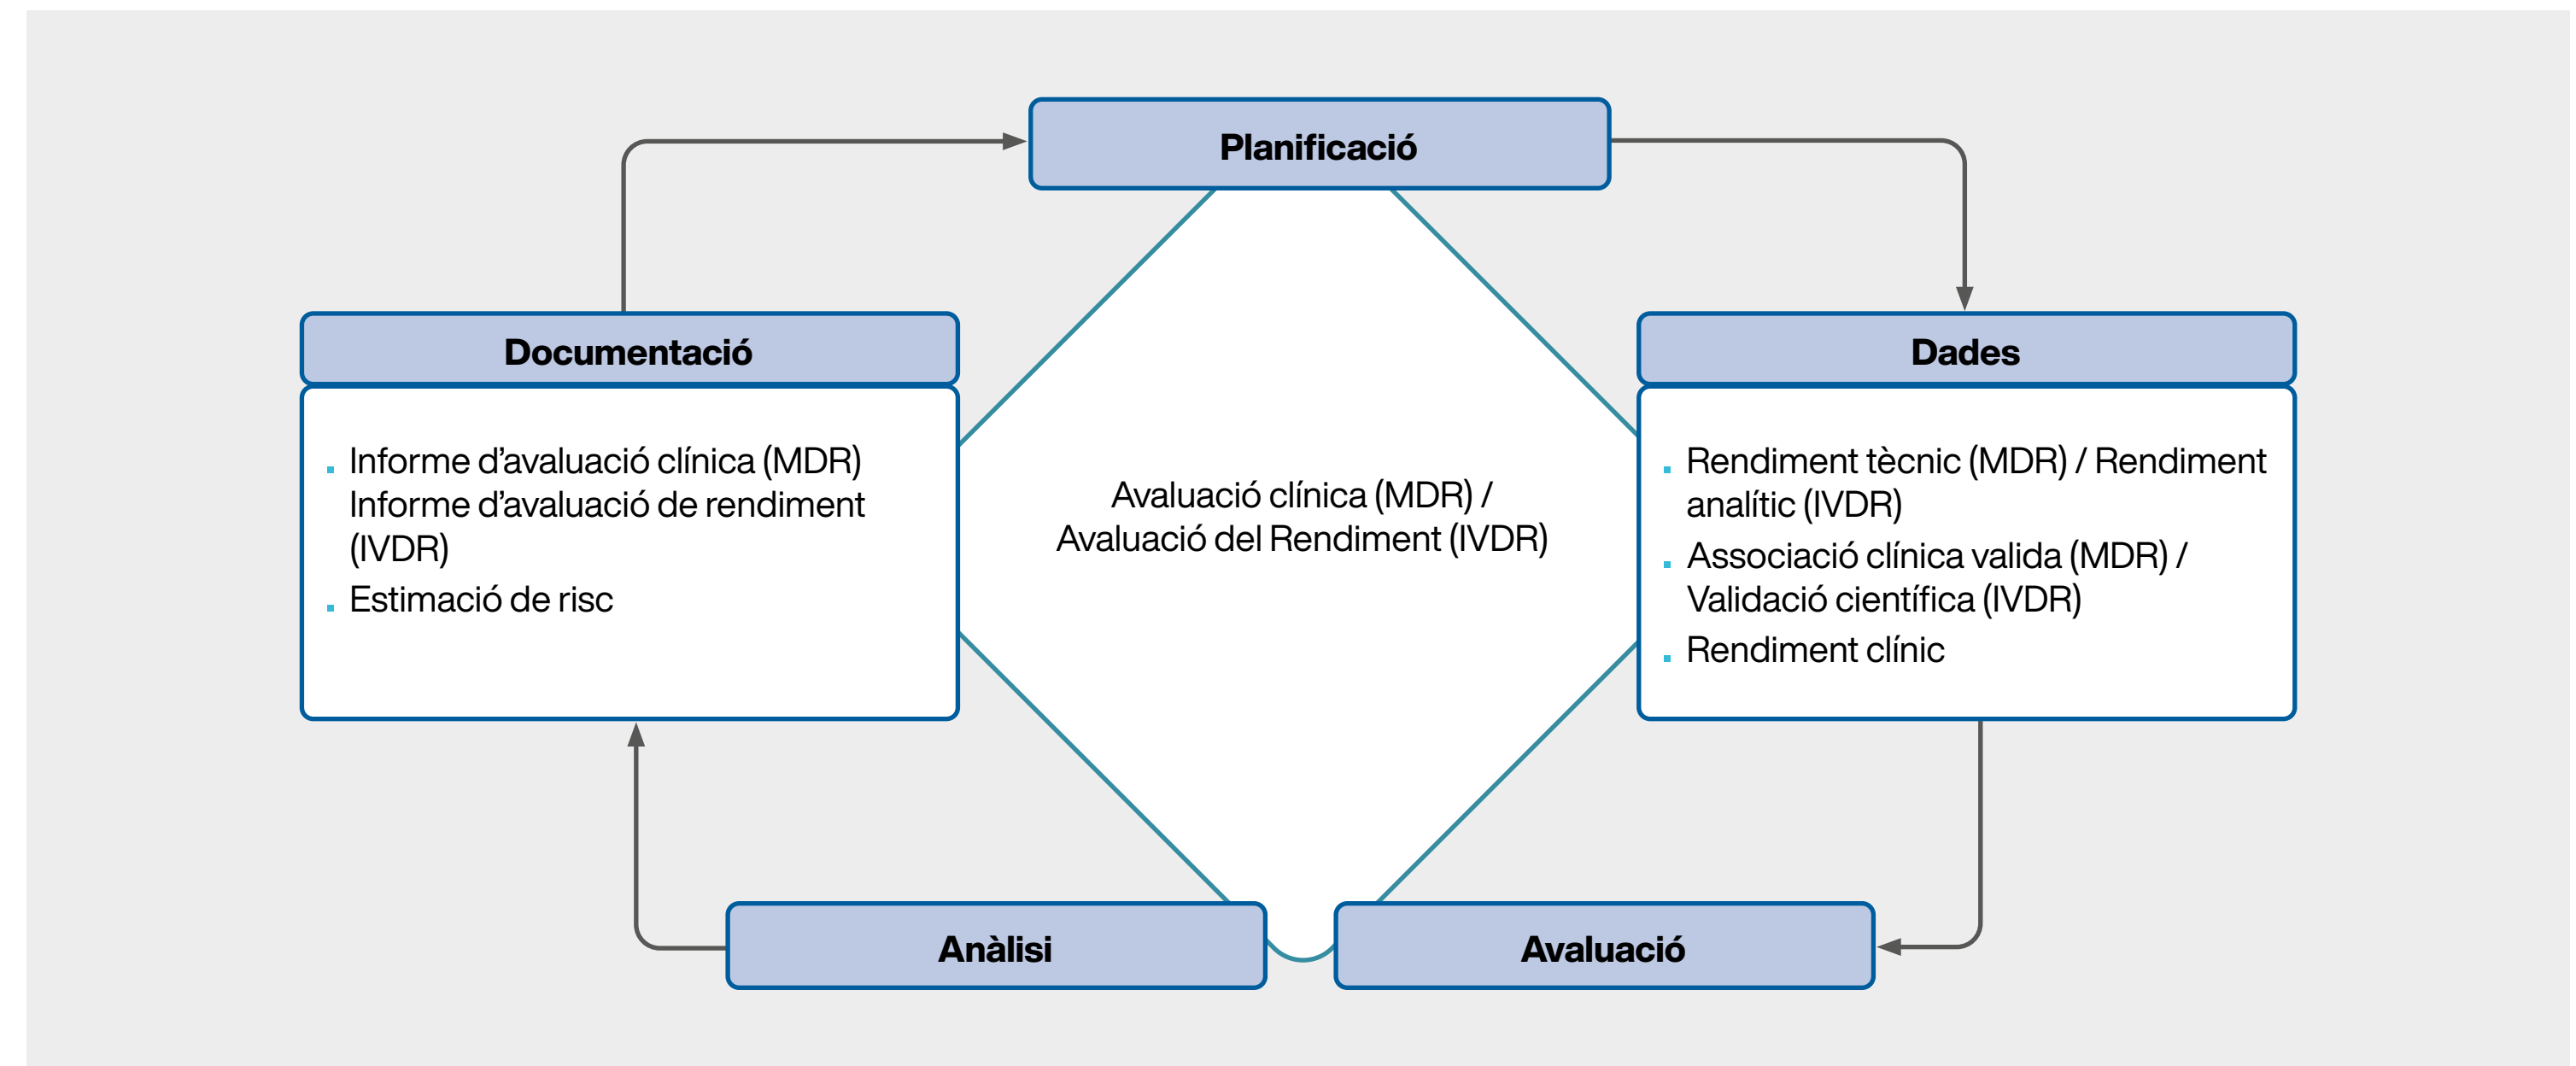 Planificació
Documentació
Informe d’avaluació clínica (MDR)
Informe d’avaluació de rendiment
(IVDR)
Estimació de risc
Avaluació clínica (MDR) /
Avaluació del Rendiment (IVDR)
Dades
Rendiment tècnic (MDR) / Rendiment
analític (IVDR)
Associació clínica valida (MDR) /
Validació científica (IVDR)
Rendiment clínic
Anàlisi
Avaluació